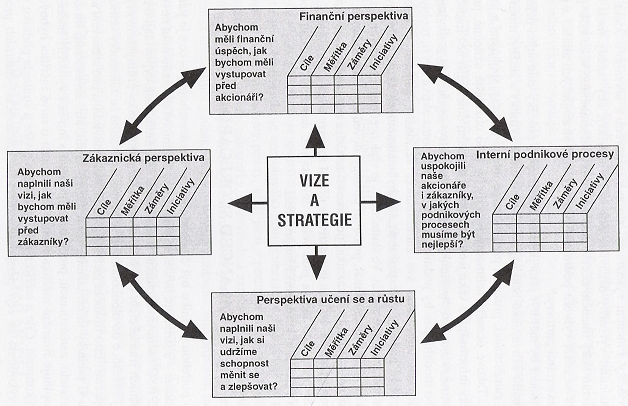 Finanční perspektiva
Abychom
měli finanční
úspěch, jak
bychom měli
vystupovat
před
akcionáři?
Cíle
Měřítka
Záměry
Iniciativy
Zákaznická perspektiva
Abychom
naplnili naši
vizi, jak
bychom měli
vystupovat
před
zákazníky?
Cíle
Měřítka
Záměry
Iniciativy
VIZE
A
STRATEGIE
Interní podnikové procesy
Abychom
uspokojili
naše
akcionáře
i zákazníky,
v jakých
podnikových
procesech
musíme být
nejlepší?
Cíle
Měřítka
Záměry
Iniciativy
Perspektiva učení se a růstu
Abychom
naplnili naši
vizi, jak si
udržíme
schopnost
měnit se
a zlepšovat?
Cíle
Měřítka
Záměry
Iniciativy